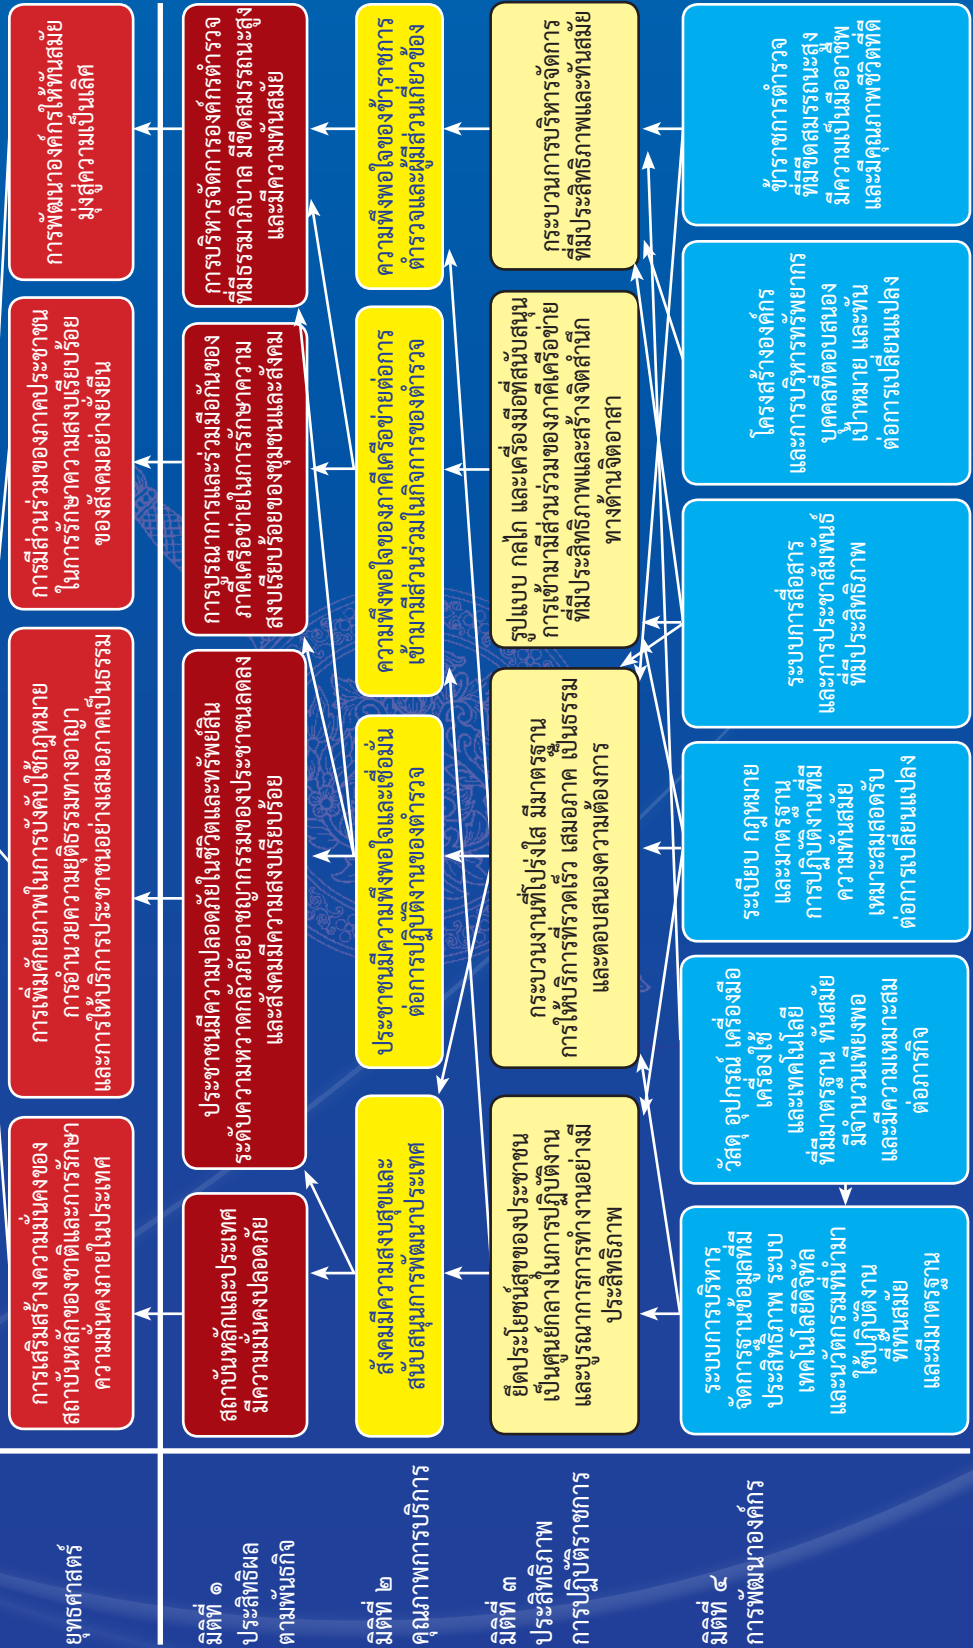 ยุทธศาสตร์
การเสริมสร้างความมั่นคงของ
สถาบันหลักของชาติและการรักษา
ความมั่นคงภายในประเทศ
การเพิ่มศักยภาพในการบังคับใช้กฎหมาย
การอำนวยความยุติธรรมทางอาญา
และการให้บริการประชาชนอย่างเสมอภาคเป็นธรรม
การมีส่วนร่วมของภาคประชาชน
ในการรักษาความสงบเรียบร้อย
ของสังคมอย่างยั่งยืน
การพัฒนาองค์กรให้ทันสมัย
มุ่งสู่ความเป็นเลิศ
มิติที่ ๑
ประสิทธิผล
ตามพันธกิจ
สถาบันหลักและประเทศ
มีความมั่นคงปลอดภัย
ประชาชนมีความปลอดภัยในชีวิตและทรัพย์สิน
ระดับความหวาดกลัวภัยอาชญากรรมของประชาชนลดลง
และสังคมมีความสงบเรียบร้อย
การบูรณาการและร่วมมือกันของ
ภาคีเครือข่ายในการรักษาความ
สงบเรียบร้อยของชุมชนและสังคม
การบริหารจัดการองค์กรตำรวจ
ที่มีธรรมาภิบาล มีขีดสมรรถนะสูง
และมีความทันสมัย
มิติที่ ๒
คุณภาพการบริการ
สังคมมีความสงบสุขและ
สนับสนุนการพัฒนาประเทศ
ประชาชนมีความพึงพอใจและเชื่อมั่น
ต่อการปฏิบัติงานของตำรวจ
ความพึงพอใจของภาคีเครือข่ายต่อการ
เข้ามามีส่วนร่วมในกิจการของตำรวจ
ความพึงพอใจของข้าราชการ
ตำรวจและผู้มีส่วนเกี่ยวข้อง
มิติที่ ๓
ประสิทธิภาพ
การปฏิบัติราชการ
ยึดประโยชน์สุขของประชาชน
เป็นศูนย์กลางในการปฏิบัติงาน
และบูรณาการการทำงานอย่างมี
ประสิทธิภาพ
กระบวนงานที่โปร่งใส มีมาตรฐาน
การให้บริการที่รวดเร็ว เสมอภาค เป็นธรรม
และตอบสนองความต้องการ
รูปแบบ กลไก และเครื่องมือที่สนับสนุน
การเข้ามามีส่วนร่วมของภาคีเครือข่าย
ที่มีประสิทธิภาพและสร้างจิตสำนึก
ทางด้านจิตอาสา
กระบวนการบริหารจัดการ
ที่มีประสิทธิภาพและทันสมัย
มิติที่ ๔
การพัฒนาองค์กร
ระบบการบริหาร
จัดการฐานข้อมูลที่มี
ประสิทธิภาพ ระบบ
เทคโนโลยีดิจิทัล
และนวัตกรรมที่นำมา
ใช้ปฏิบัติงาน
ที่ทันสมัย
และมีมาตรฐาน
วัสดุ อุปกรณ์ เครื่องมือ
เครื่องใช้
และเทคโนโลยี
ที่มีมาตรฐาน ทันสมัย
มีจำนวนเพียงพอ
และมีความเหมาะสม
ต่อภารกิจ
ระเบียบ กฎหมาย
และมาตรฐาน
การปฏิบัติงานที่มี
ความทันสมัย
เหมาะสมสอดรับ
ต่อการเปลี่ยนแปลง
ระบบการสื่อสาร
และการประชาสัมพันธ์
ที่มีประสิทธิภาพ
โครงสร้างองค์กร
และการบริหารทรัพยากร
บุคคลที่ตอบสนอง
เป้าหมาย และทัน
ต่อการเปลี่ยนแปลง
ข้าราชการตำรวจ
ที่มีขีดสมรรถนะสูง
มีความเป็นมืออาชีพ
และมีคุณภาพชีวิตที่ดี